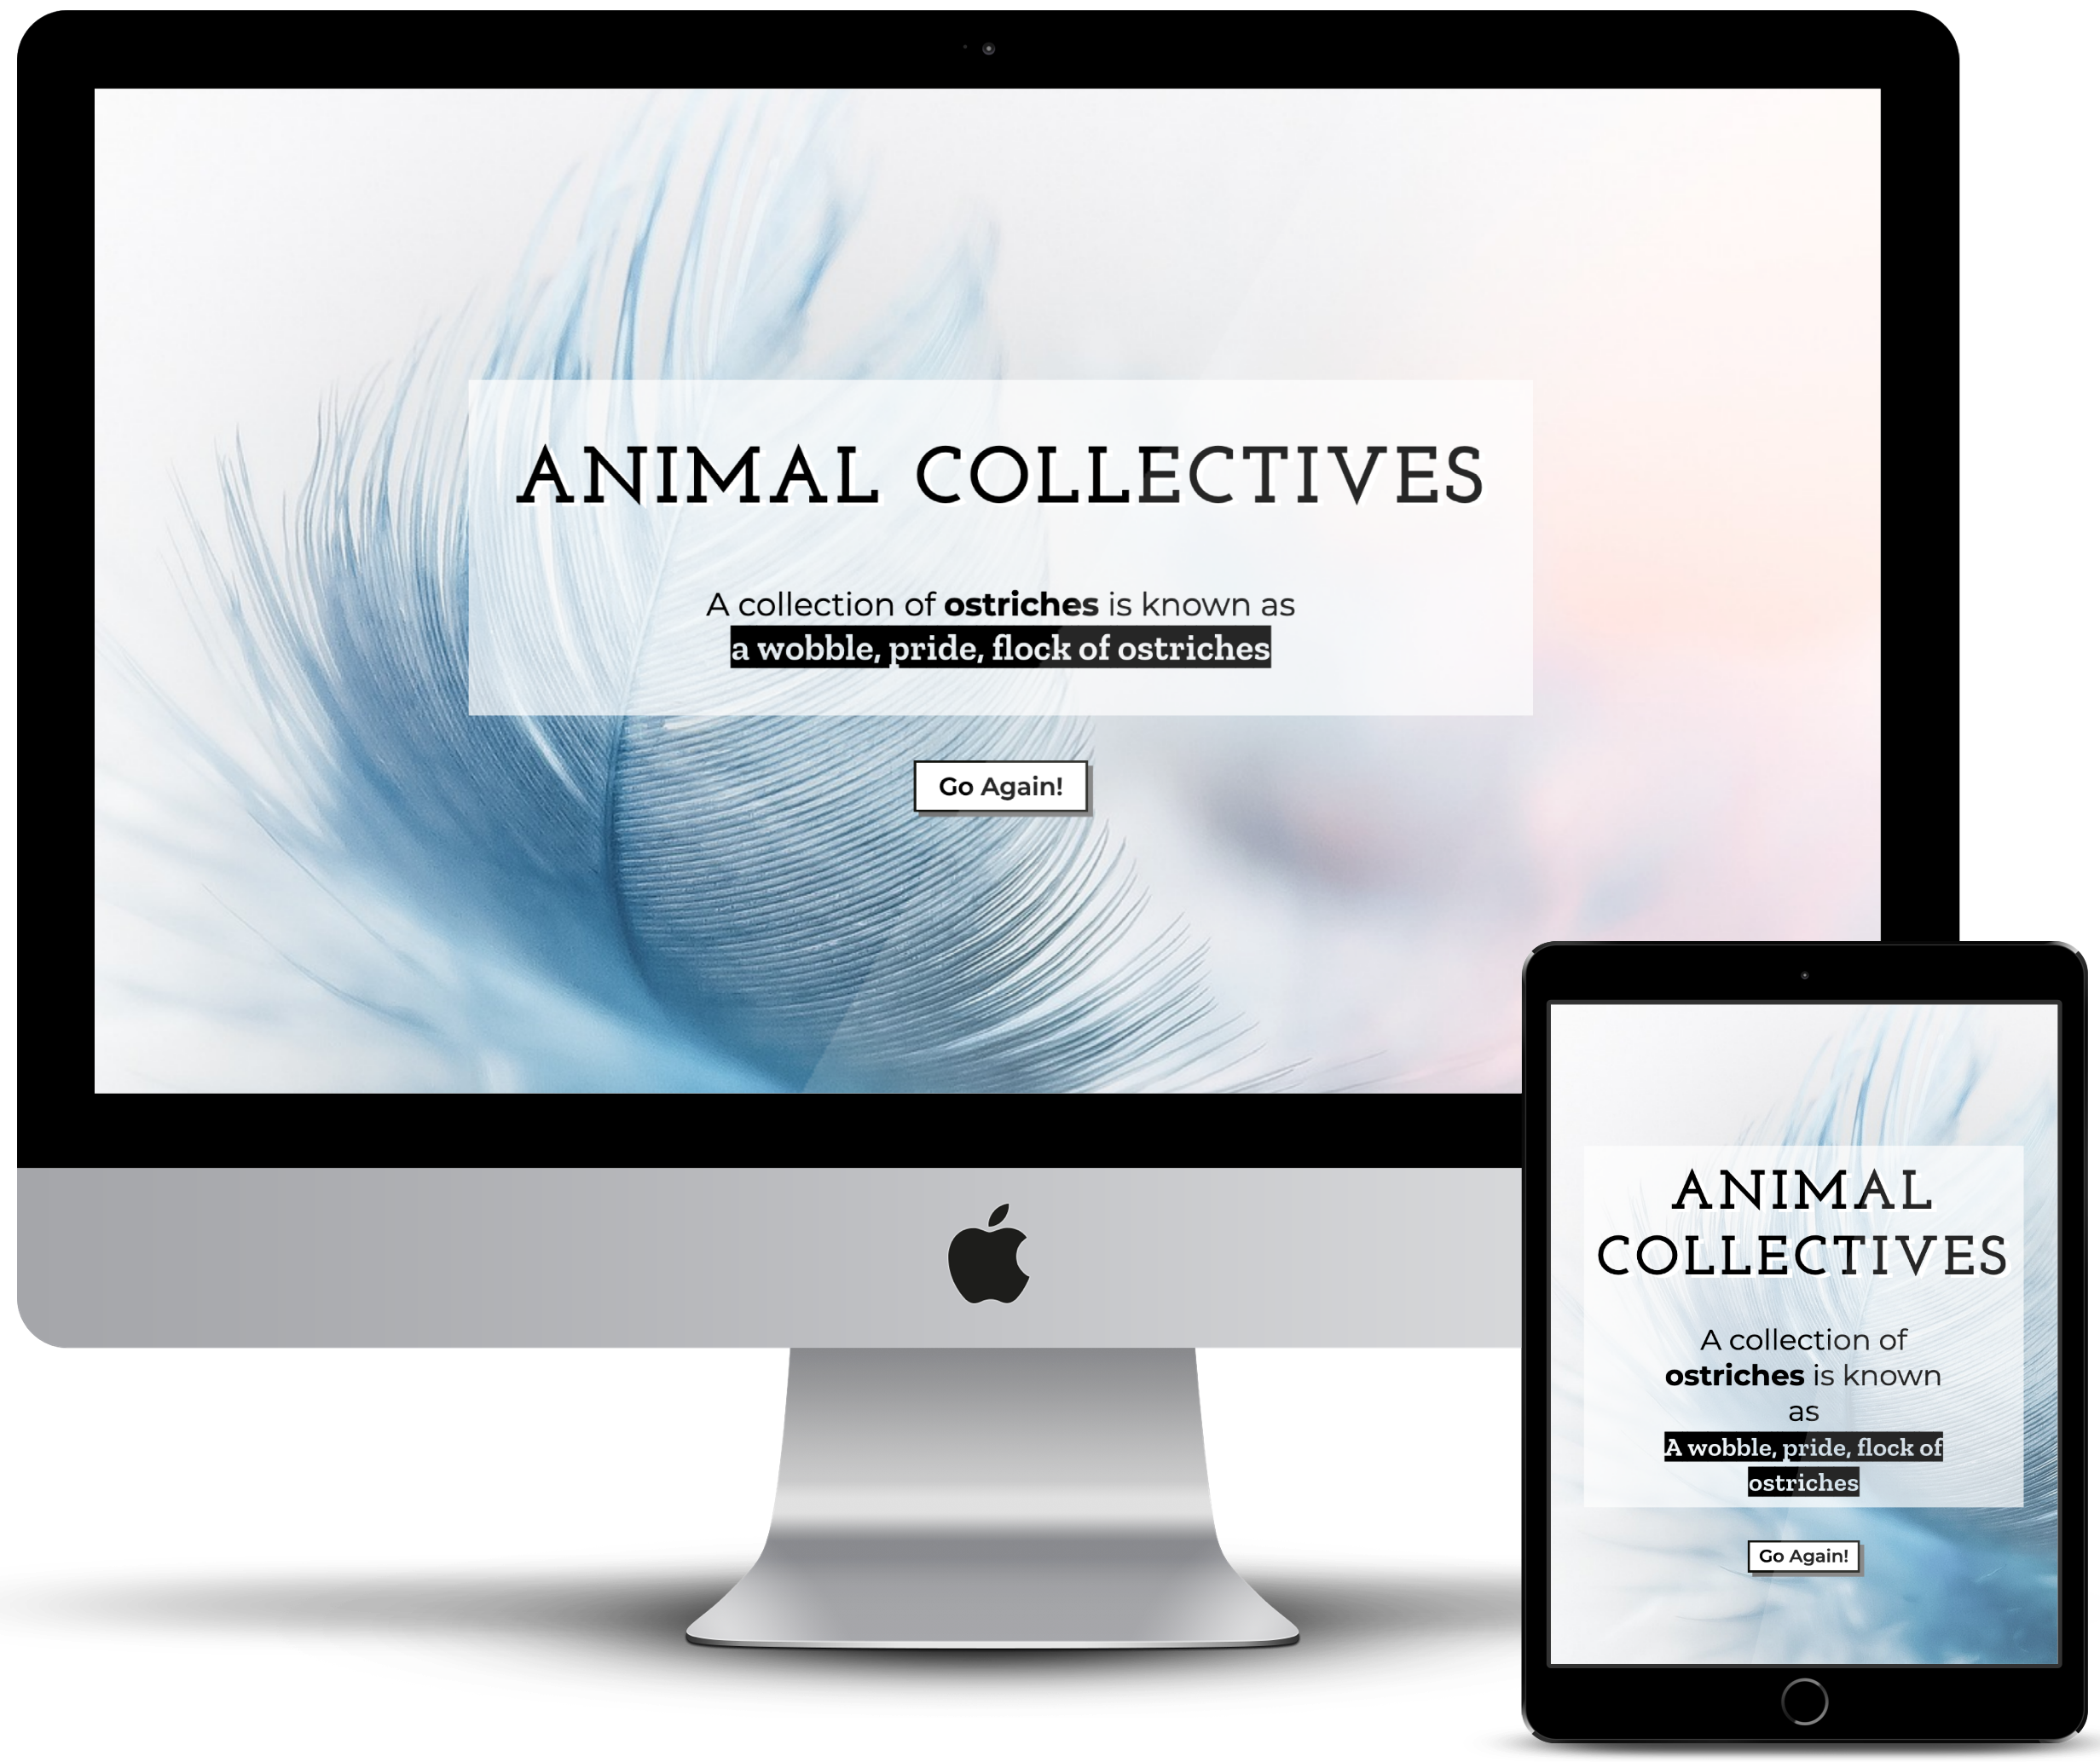 ANIMAL COLLECTIVES
A collection of ostriches is known as
a wobble, pride, flock of ostriches
Go Again!
ANIMAL
COLLECTIVES
A collection of
ostriches is known
as
A wobble, pride, flock of
ostriches
Go Again!